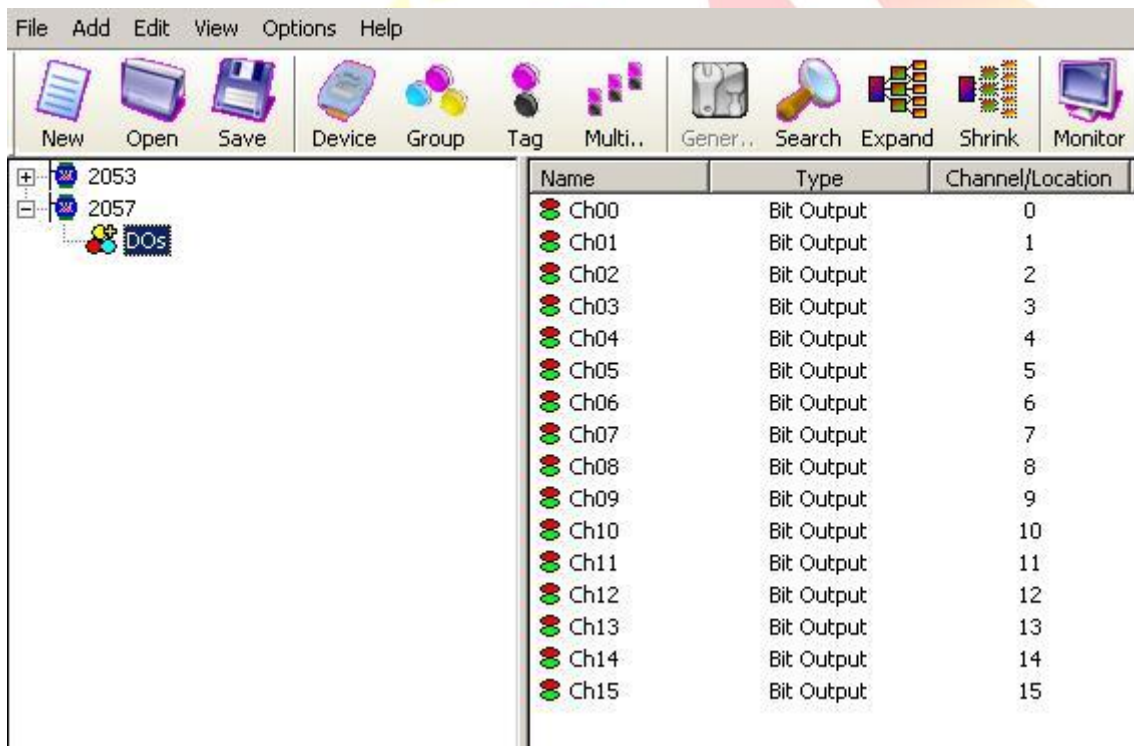 File Add Edit View Options Help
New Open Save Device Group Tag Multi.. Gener.. Search Expand Shrink Monitor
2053
2057
DOs
Name Type Channel/Location
Ch00 Bit Output 0
Ch01 Bit Output 1
Ch02 Bit Output 2
Ch03 Bit Output 3
Ch04 Bit Output 4
Ch05 Bit Output 5
Ch06 Bit Output 6
Ch07 Bit Output 7
Ch08 Bit Output 8
Ch09 Bit Output 9
Ch10 Bit Output 10
Ch11 Bit Output 11
Ch12 Bit Output 12
Ch13 Bit Output 13
Ch14 Bit Output 14
Ch15 Bit Output 15